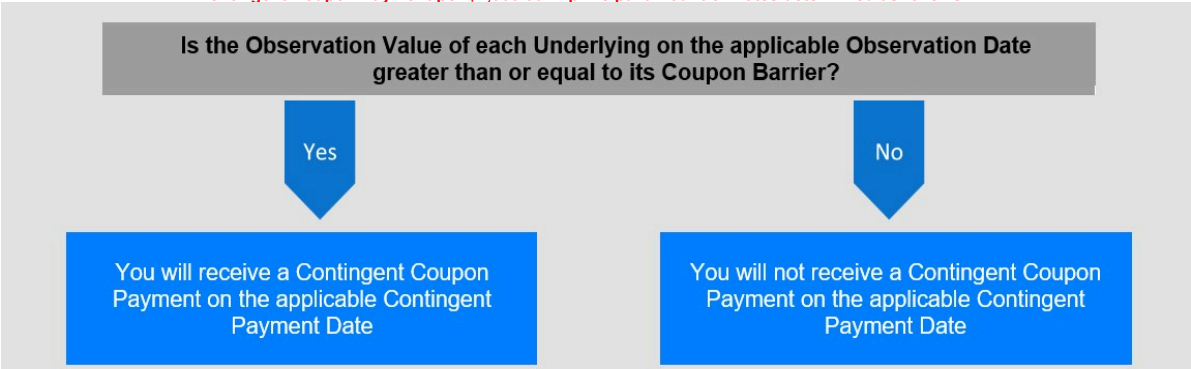 Is the Observation Value of each Underlying on the applicable Observation Date
greater than or equal to its Coupon Barrier?
Yes
No
You will receive a Contingent Coupon
Payment on the applicable Contingent
Payment Date
You will not receive a Contingent Coupon
Payment on the applicable Contingent
Payment Date